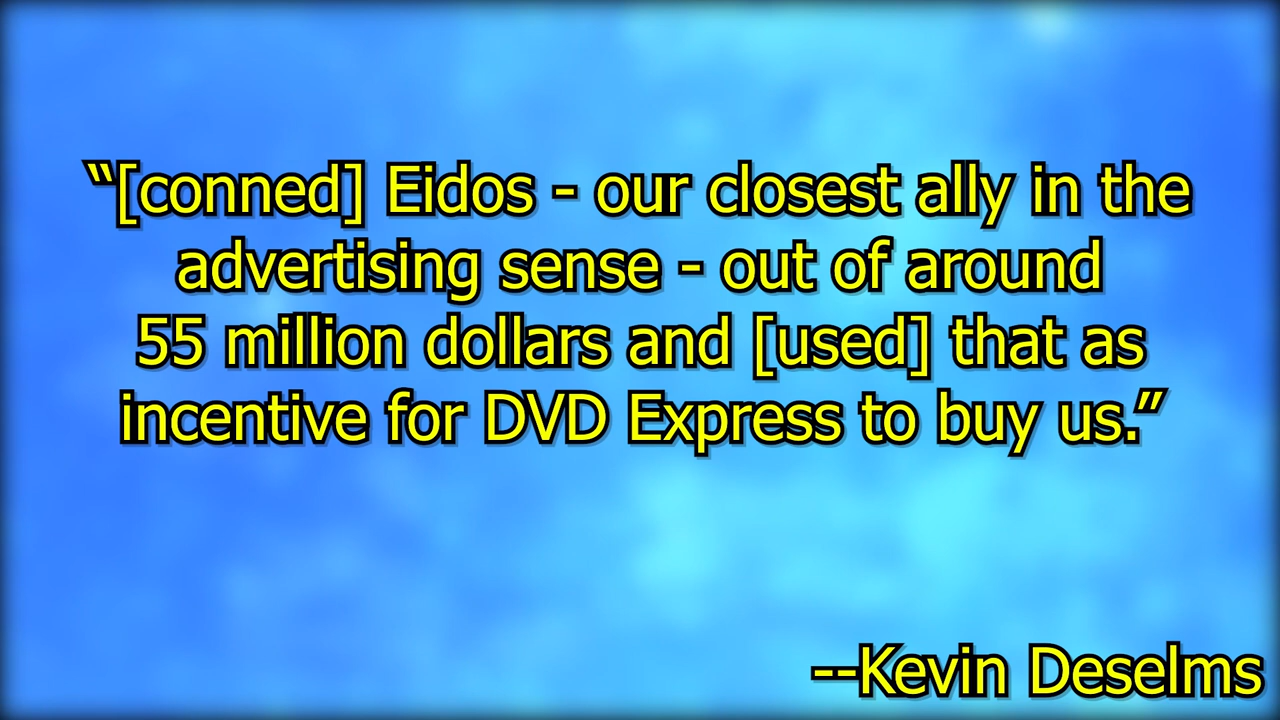 “[conned] Eidos - our closest ally in the
advertising sense - out of around
55 million dollars and [used] that as
incentive for DVD Express to buy us.”
--Kevin Deselms